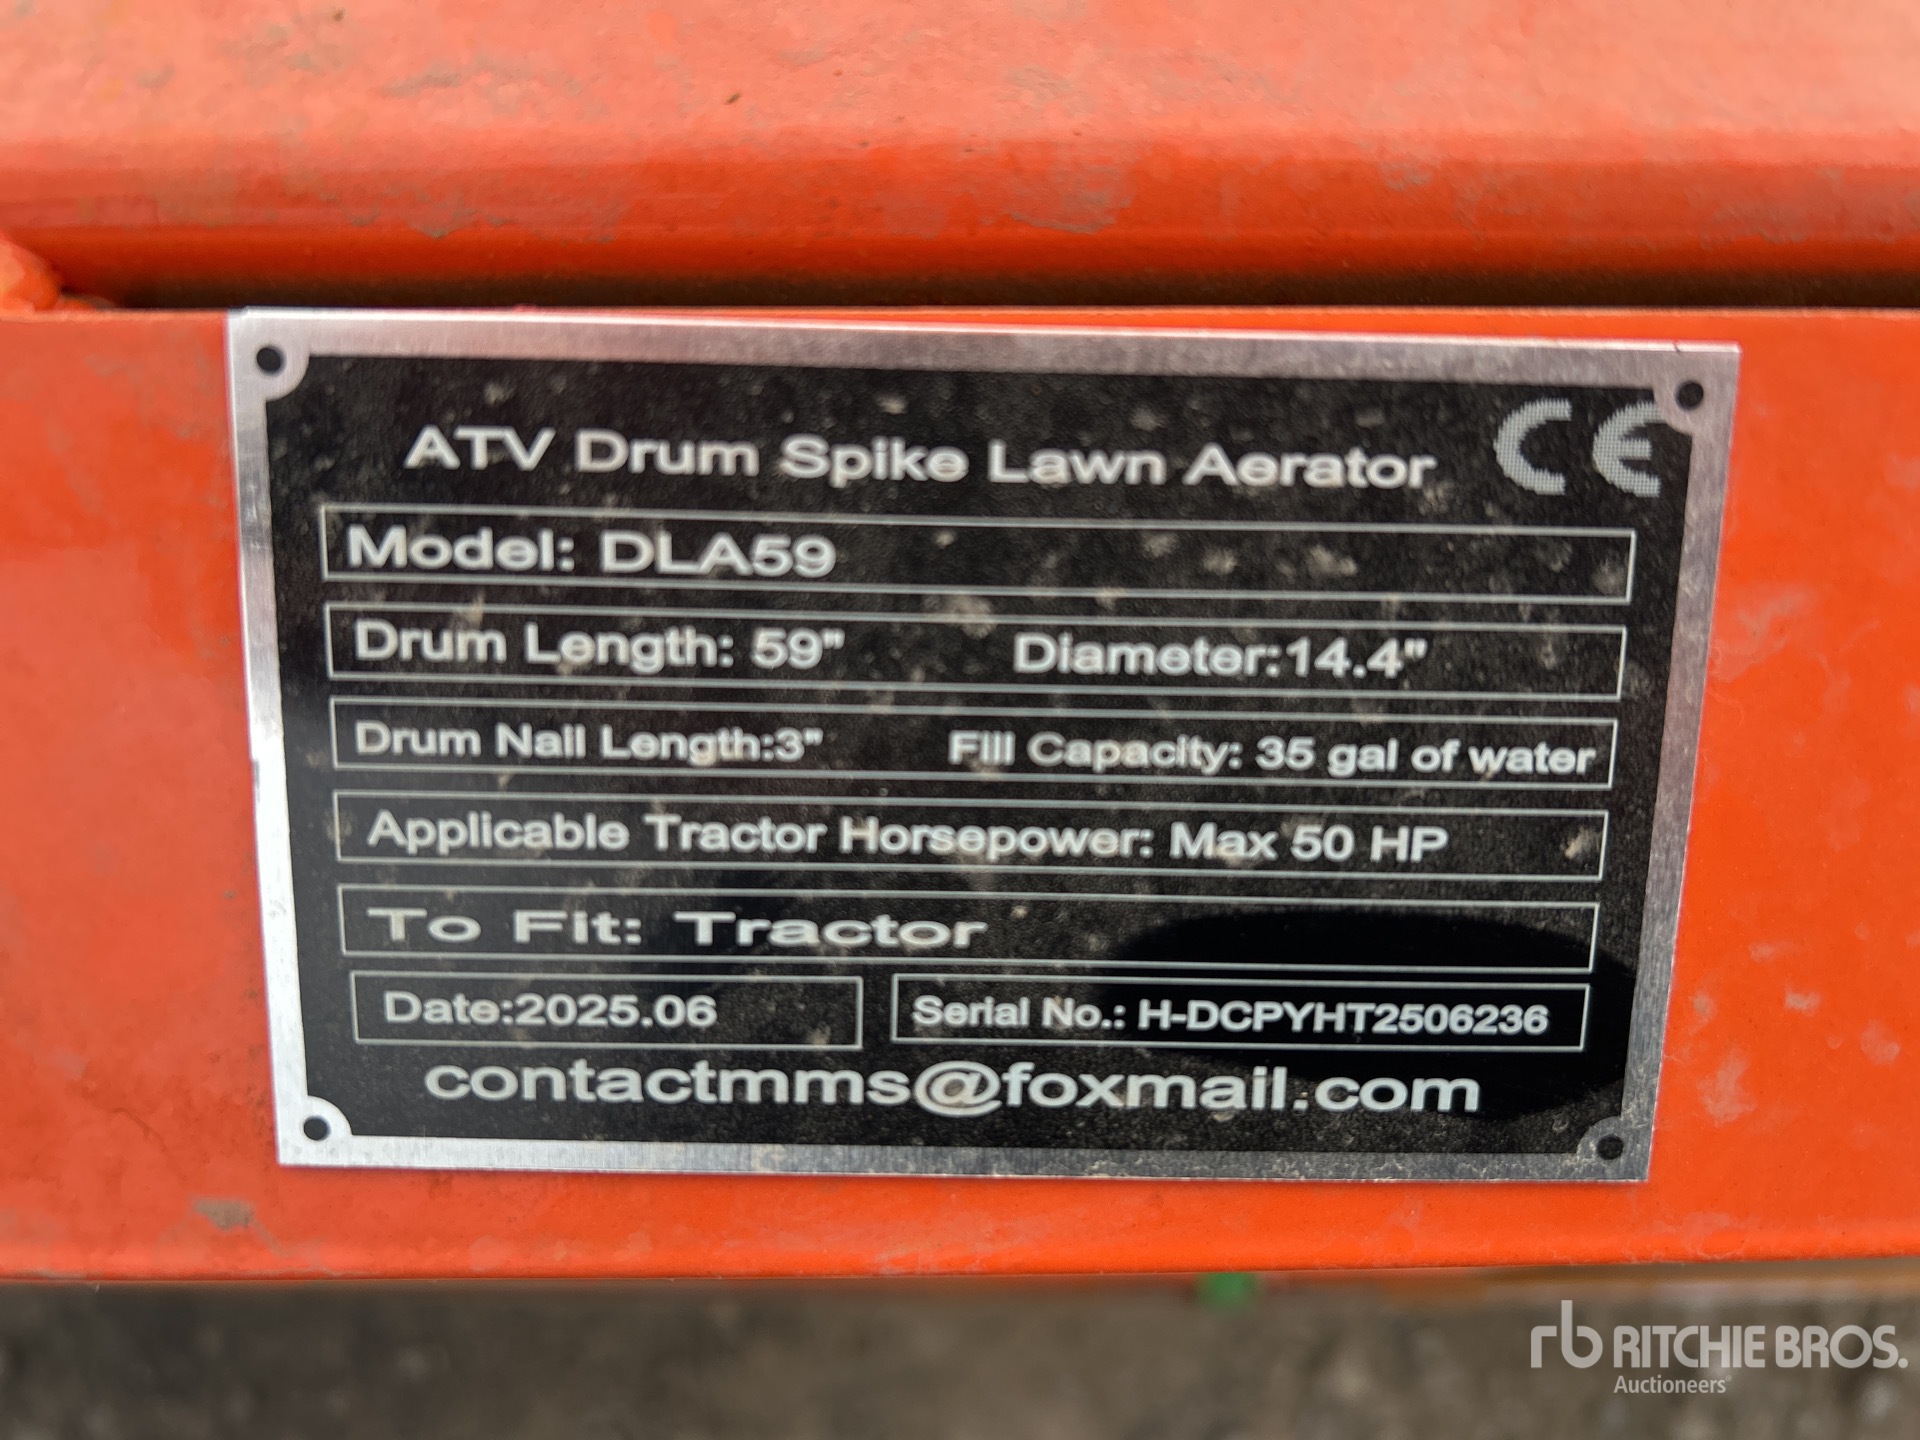 ATV Drum Spike Lawn Aerator CE
Model: DLA59
Drum Length: 59" Diameter:14.4"
Drum Nail Length:3" Fill Capacity: 35 gal of water
Applicable Tractor Horsepower: Max 50 HP
To Fit: Tractor
Date:2025.06 Serial No.: H-DCPYHT2506236
contactmms@foxmail.com
rb RITCHIE BROS.
Auctioneers